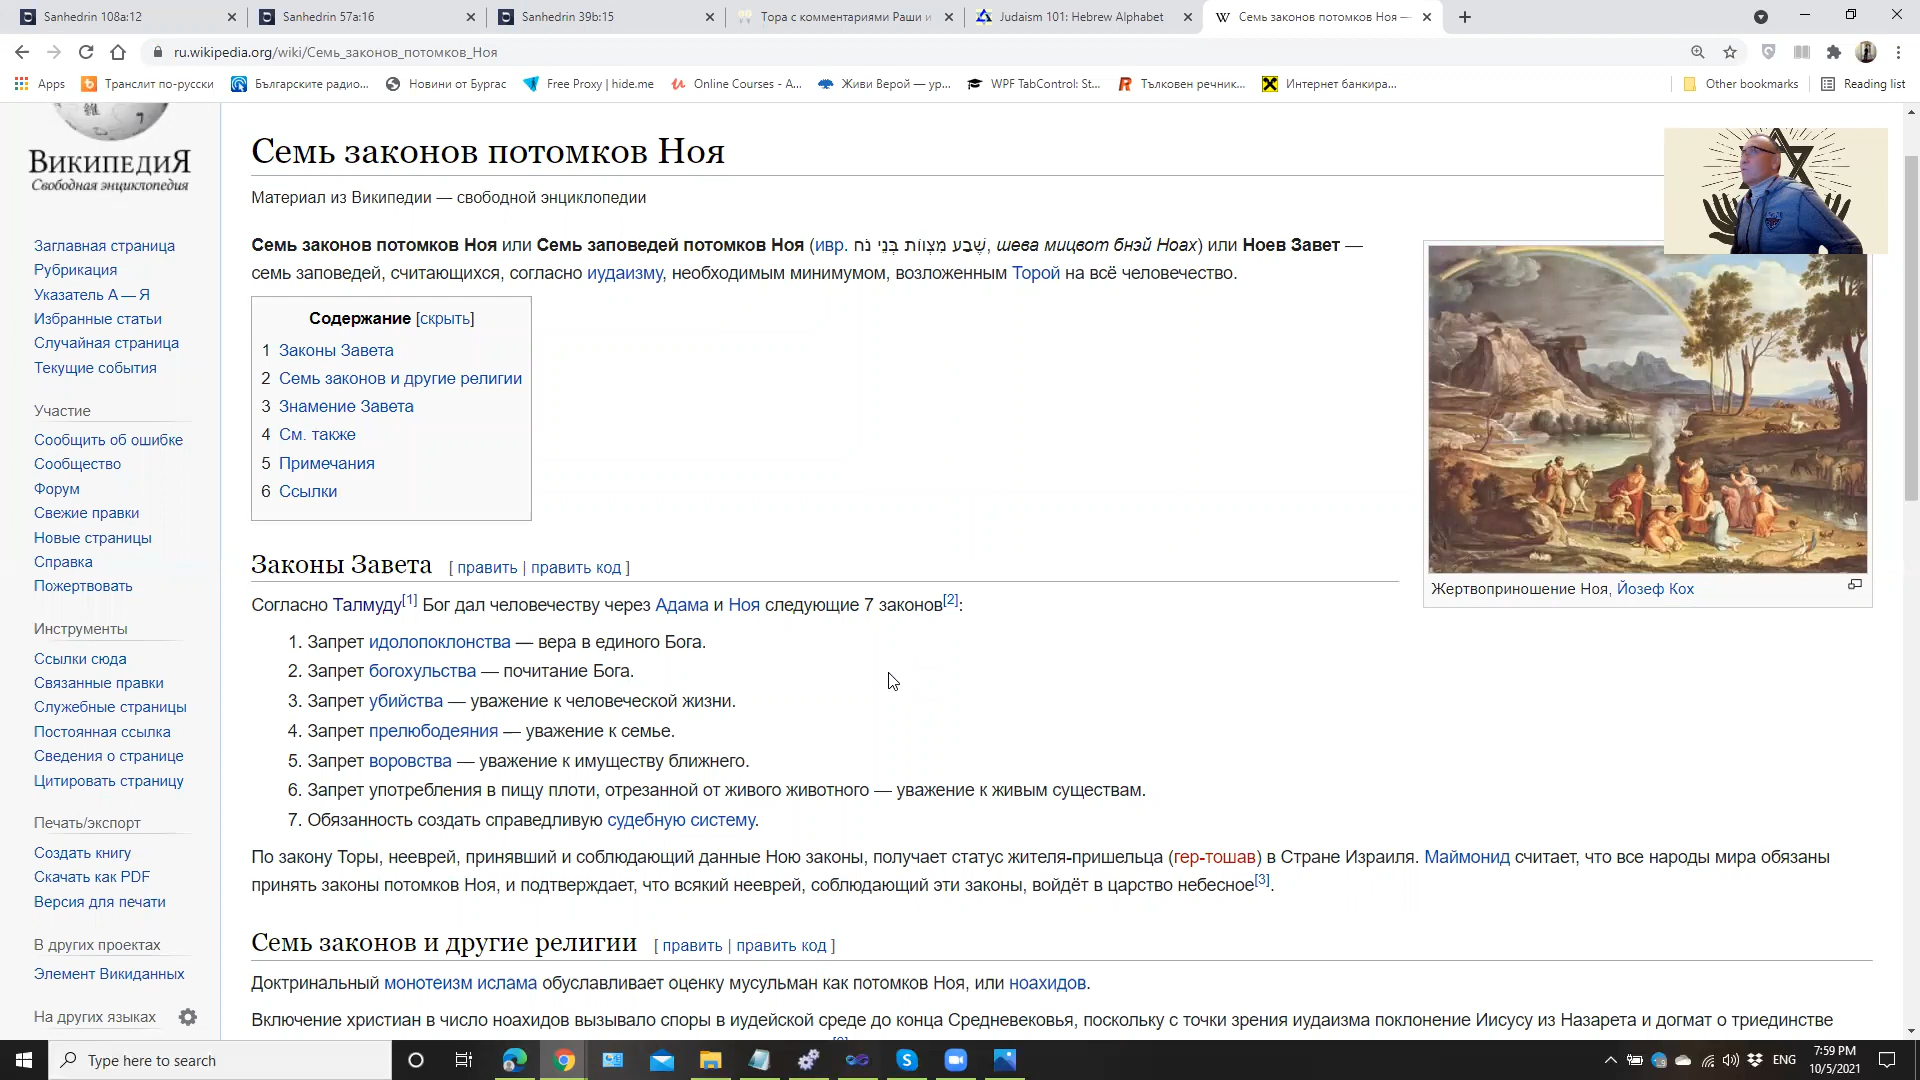 Sanhedrin 108a:12
Sanhedrin 57a:16
Sanhedrin 39b:15
Тора с комментариями Раши и
Judaism 101: Hebrew Alphabet
Семь законов потомков Ноя —
ru.wikipedia.org/wiki/Семь_законов_потомков_Ноя
Apps
Транслит по-русски
Българските радио...
Новини от Бургас
Free Proxy | hide.me
Online Courses - A...
Живи Верой — ур...
WPF TabControl: St...
Тълковен речник...
Интернет банкира...
Other bookmarks
Reading list
ВИКИПЕДИЯ
Свободная энциклопедия
Заглавная страница
Рубрикация
Указатель А — Я
Избранные статьи
Случайная страница
Текущие события
Участие
Сообщить об ошибке
Сообщество
Форум
Свежие правки
Новые страницы
Справка
Пожертвовать
Инструменты
Ссылки сюда
Связанные правки
Служебные страницы
Постоянная ссылка
Сведения о странице
Цитировать страницу
Печать/экспорт
Создать книгу
Скачать как PDF
Версия для печати
В других проектах
Элемент Викиданных
На других языках
Семь законов потомков Ноя
Материал из Википедии — свободной энциклопедии
Семь законов потомков Ноя или Семь заповедей потомков Ноя (ивр. שֶׁבַע מִצְוֹות בְּנֵי נֹח, шева мицвот бнэй Ноах) или Ноев Завет —
семь заповедей, считающихся, согласно иудаизму, необходимым минимумом, возложенным Торой на всё человечество.
Содержание [скрыть]
1 Законы Завета
2 Семь законов и другие религии
3 Знамение Завета
4 См. также
5 Примечания
6 Ссылки
Жертвоприношение Ноя, Йозеф Кох
Законы Завета [ править | править код ]
Согласно Талмуду[1] Бог дал человечеству через Адама и Ноя следующие 7 законов[2]:
1. Запрет идолопоклонства — вера в единого Бога.
2. Запрет богохульства — почитание Бога.
3. Запрет убийства — уважение к человеческой жизни.
4. Запрет прелюбодеяния — уважение к семье.
5. Запрет воровства — уважение к имуществу ближнего.
6. Запрет употребления в пищу плоти, отрезанной от живого животного — уважение к живым существам.
7. Обязанность создать справедливую судебную систему.
По закону Торы, нееврей, принявший и соблюдающий данные Ною законы, получает статус жителя-пришельца (гер-тошав) в Стране Израиля. Маймонид считает, что все народы мира обязаны
принять законы потомков Ноя, и подтверждает, что всякий нееврей, соблюдающий эти законы, войдёт в царство небесное[3].
Семь законов и другие религии [ править | править код ]
Доктринальный монотеизм ислама обуславливает оценку мусульман как потомков Ноя, или ноахидов.
Включение христиан в число ноахидов вызывало споры в иудейской среде до конца Средневековья, поскольку с точки зрения иудаизма поклонение Иисусу из Назарета и догмат о триединстве
Type here to search
ENG
7:59 PM
10/5/2021